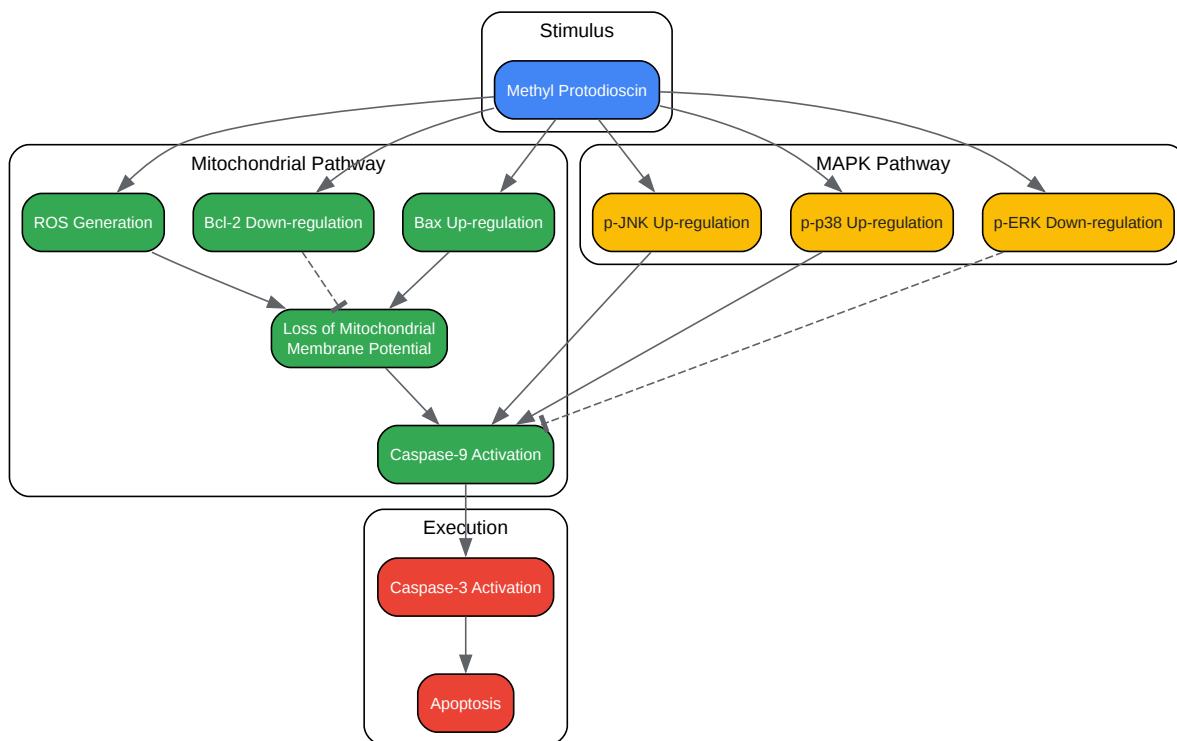 Stimulus
Methyl Protodioscin
Mitochondrial Pathway
MAPK Pathway
ROS Generation
Bcl-2 Down-regulation
Bax Up-regulation
p-JNK Up-regulation
p-p38 Up-regulation
p-ERK Down-regulation
Loss of Mitochondrial
Membrane Potential
Caspase-9 Activation
Execution
Caspase-3 Activation
Apoptosis